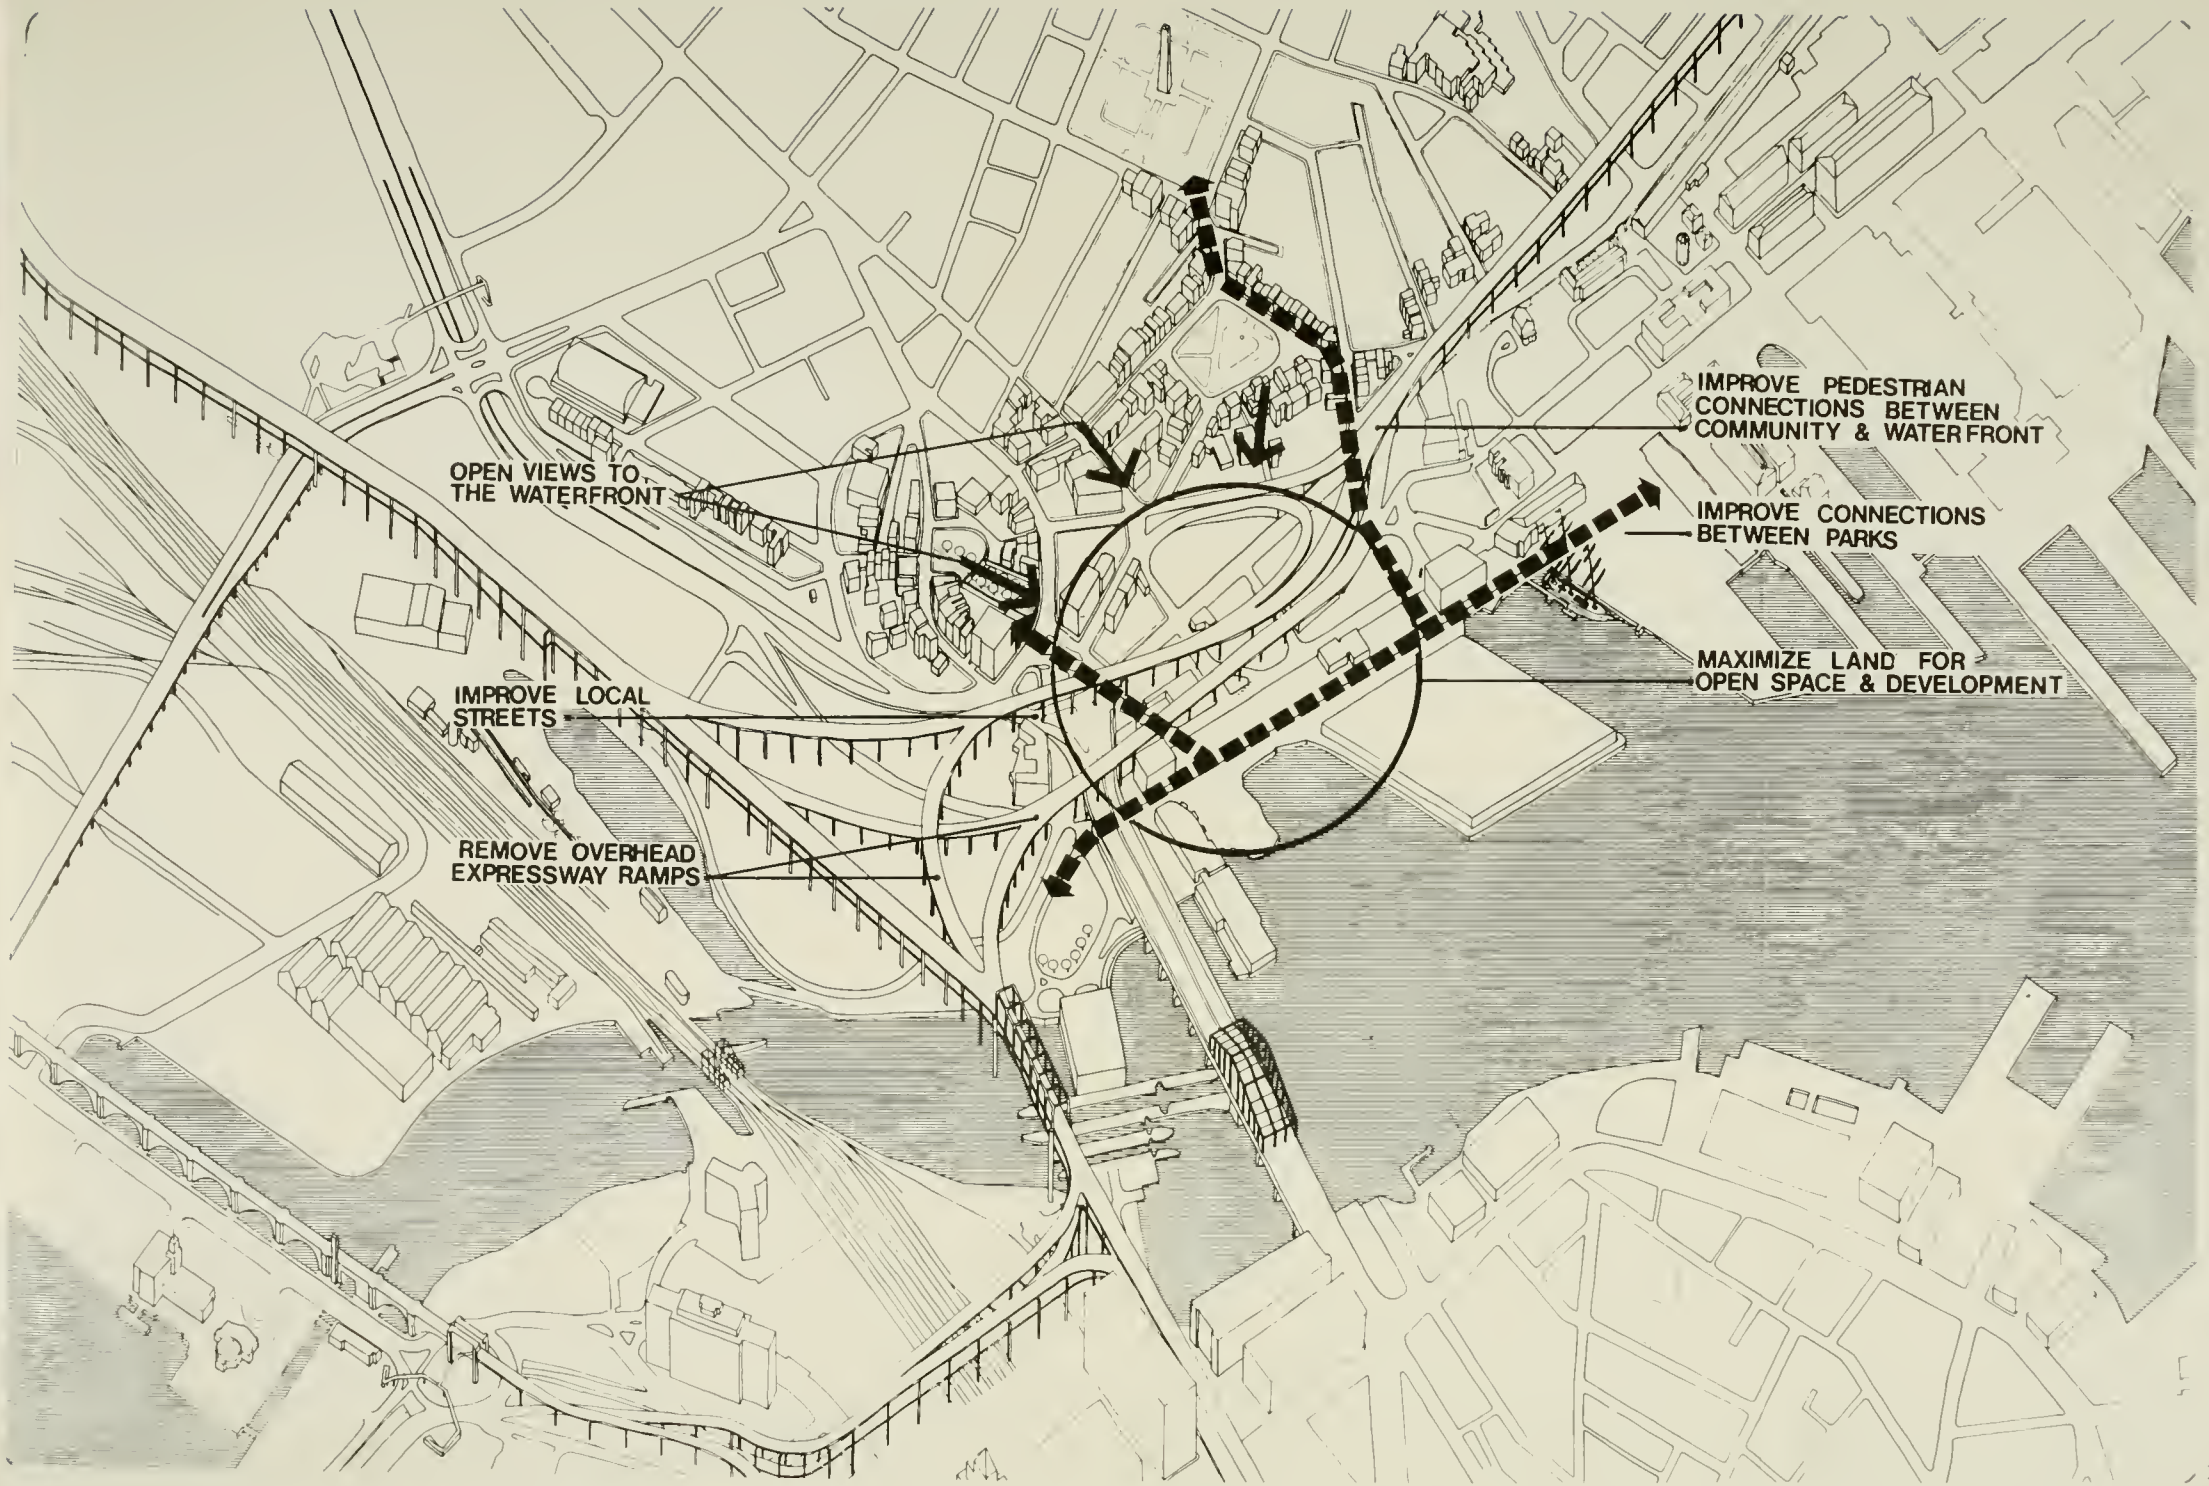 OPEN VIEWS TO
THE WATERFRONT
IMPROVE LOCAL
STREETS
REMOVE OVERHEAD
EXPRESSWAY RAMPS
IMPROVE PEDESTRIAN
CONNECTIONS BETWEEN
COMMUNITY & WATERFRONT
IMPROVE CONNECTIONS
BETWEEN PARKS
MAXIMIZE LAND FOR
OPEN SPACE & DEVELOPMENT